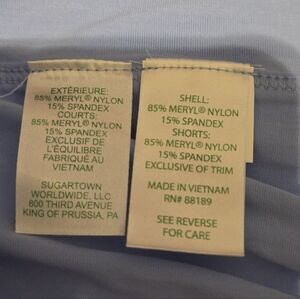 EXTÉRIEURE:
85% MERYL® NYLON
15% SPANDEX
COURTS:
85% MERYL® NYLON
15% SPANDEX
EXCLUSIF DE
L'ÉQUILIBRE
FABRIQUÉ AU
VIETNAM
SUGARTOWN
WORLDWIDE, LLC
800 THIRD AVENUE
KING OF PRUSSIA, PA
SHELL:
85% MERYL® NYLON
15% SPANDEX
SHORTS:
85% MERYL® NYLON
15% SPANDEX
EXCLUSIVE OF TRIM
MADE IN VIETNAM
RN# 88189
SEE REVERSE
FOR CARE